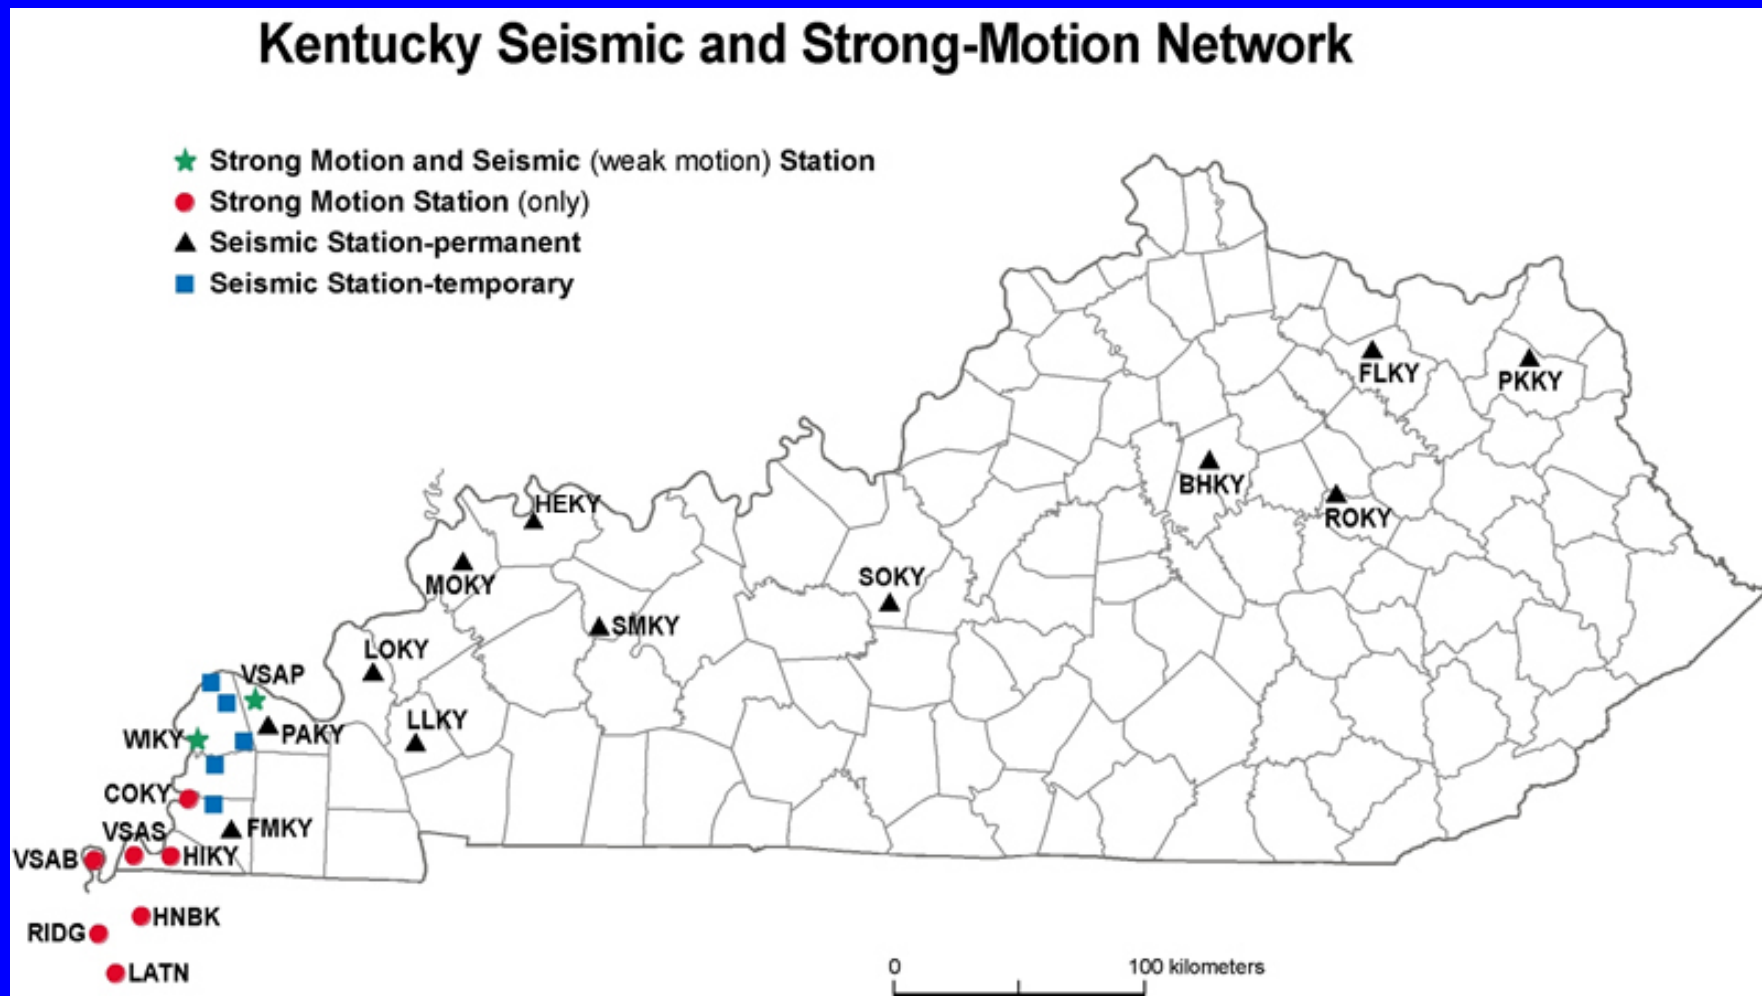 Kentucky Seismic and Strong-Motion Network
Strong Motion and Seismic (weak motion) Station
Strong Motion Station (only)
Seismic Station-permanent
Seismic Station-temporary
FLKY
PKKY
BHKY
HEKY
ROKY
MOKY
SOKY
SMKY
LOKY
VSAP
LLKY
PAKY
WIKY
COKY
FMKY
VSAS
HIKY
VSAB
HNBK
RIDG
LATN
0 100 kilometers